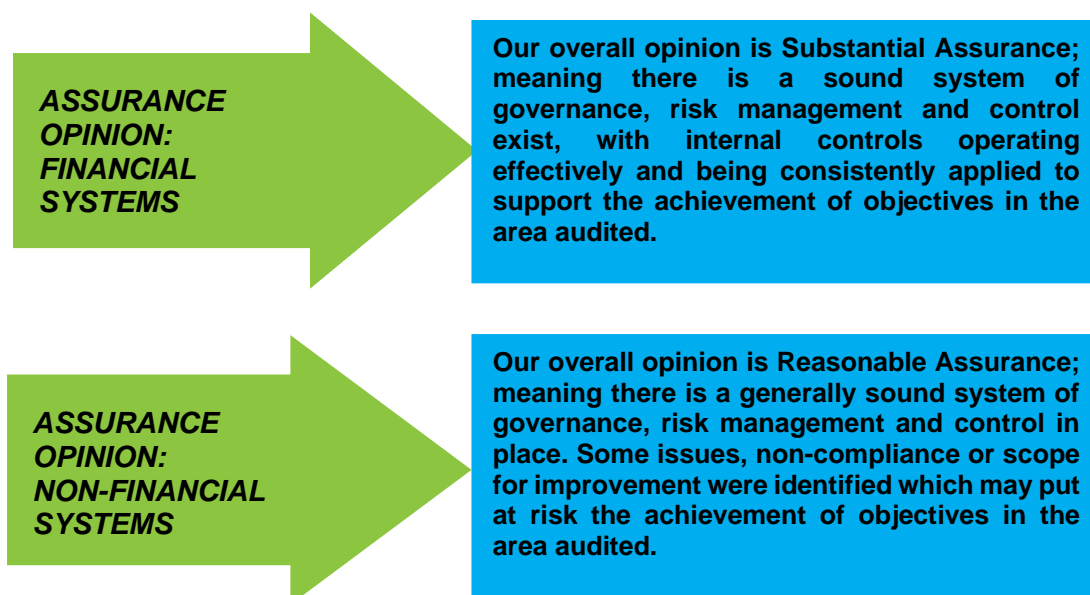 ASSURANCE
OPINION:
FINANCIAL
SYSTEMS
Our overall opinion is Substantial Assurance;
meaning there is a sound system of
governance, risk management and control
exist, with internal controls operating
effectively and being consistently applied to
support the achievement of objectives in the
area audited.
ASSURANCE
OPINION:
NON-FINANCIAL
SYSTEMS
Our overall opinion is Reasonable Assurance;
meaning there is a generally sound system of
governance, risk management and control in
place. Some issues, non-compliance or scope
for improvement were identified which may put
at risk the achievement of objectives in the
area audited.